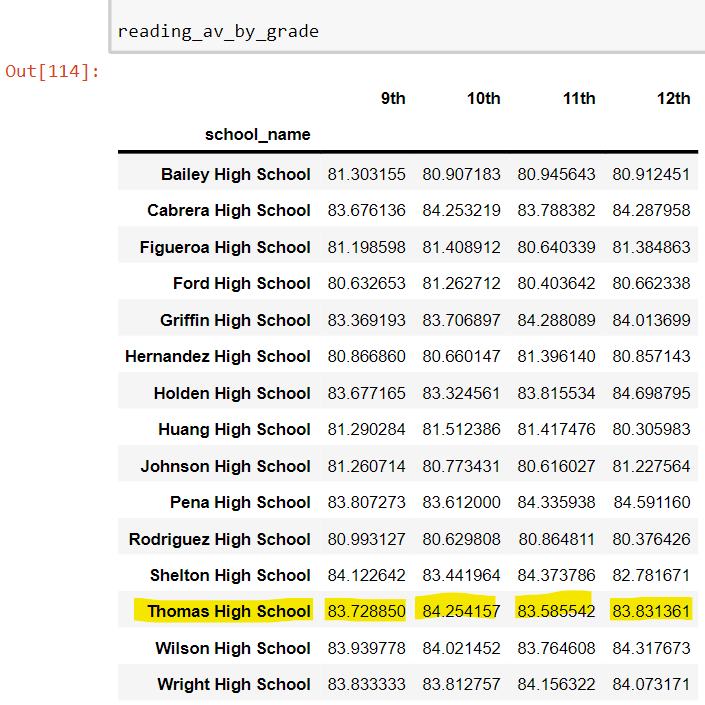 reading_av_by_grade
Out[114]:
9th 10th 11th 12th
school_name
Bailey High School 81.303155 80.907183 80.945643 80.912451
Cabrera High School 83.676136 84.253219 83.788382 84.287958
Figueroa High School 81.198598 81.408912 80.640339 81.384863
Ford High School 80.632653 81.262712 80.403642 80.662338
Griffin High School 83.369193 83.706897 84.288089 84.013699
Hernandez High School 80.866860 80.660147 81.396140 80.857143
Holden High School 83.677165 83.324561 83.815534 84.698795
Huang High School 81.290284 81.512386 81.417476 80.305983
Johnson High School 81.260714 80.773431 80.616027 81.227564
Pena High School 83.807273 83.612000 84.335938 84.591160
Rodriguez High School 80.993127 80.629808 80.864811 80.376426
Shelton High School 84.122642 83.441964 84.373786 82.781671
Thomas High School 83.728850 84.254157 83.585542 83.831361
Wilson High School 83.939778 84.021452 83.764608 84.317673
Wright High School 83.833333 83.812757 84.156322 84.073171